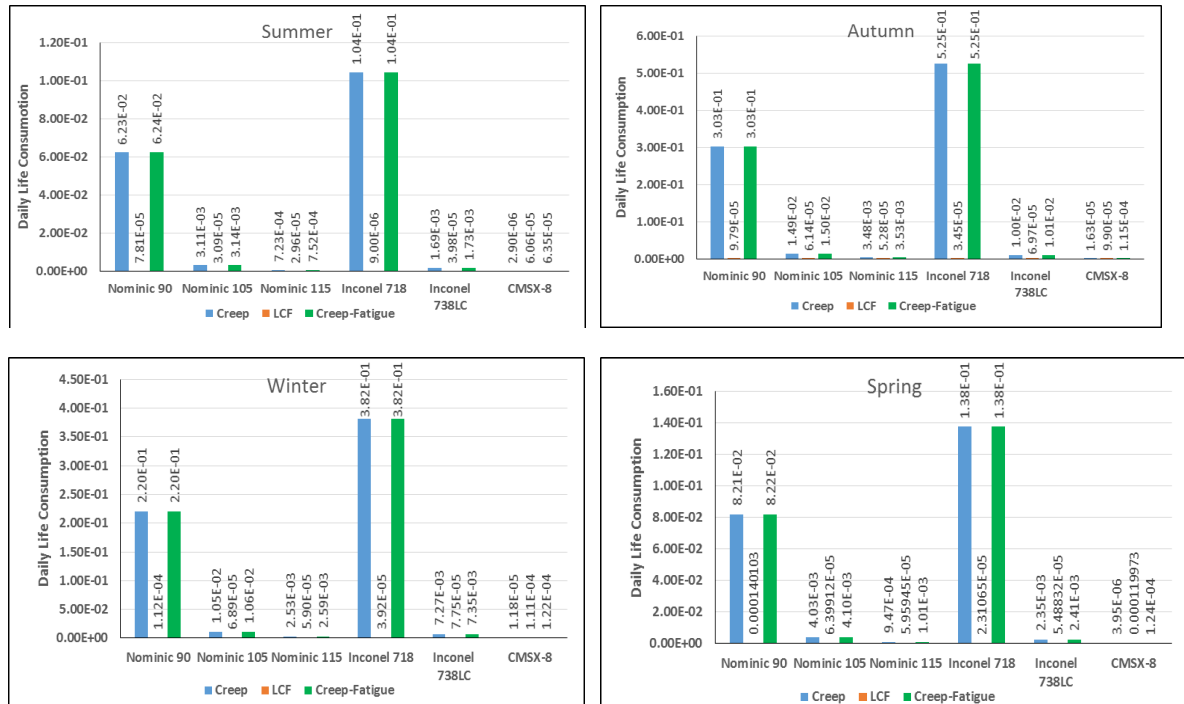 Summer
Daily Life Consumotion
1.20E-01
1.00E-01
8.00E-02
6.00E-02
4.00E-02
2.00E-02
0.00E+00
6.23E-02
7.81E-05
6.24E-02
3.11E-03
3.09E-05
3.14E-03
7.23E-04
2.96E-05
7.52E-04
1.04E-01
9.00E-06
1.04E-01
1.69E-03
3.98E-05
1.73E-03
2.90E-06
6.06E-05
6.35E-05
Nominic 90 Nominic 105 Nominic 115 Inconel 718 Inconel CMSX-8
738LC
Creep LCF Creep-Fatigue
Autumn
Daily Life Consumption
6.00E-01
5.00E-01
4.00E-01
3.00E-01
2.00E-01
1.00E-01
0.00E+00
3.03E-01
9.79E-05
3.03E-01
1.49E-02
6.14E-05
1.50E-02
3.48E-03
5.28E-05
3.53E-03
5.25E-01
3.45E-05
5.25E-01
1.00E-02
6.97E-05
1.01E-02
1.63E-05
9.90E-05
1.15E-04
Nominic 90 Nominic 105 Nominic 115 Inconel 718 Inconel CMSX-8
738LC
Creep LCF Creep-Fatigue
Winter
Daily Life Consumption
4.50E-01
4.00E-01
3.50E-01
3.00E-01
2.50E-01
2.00E-01
1.50E-01
1.00E-01
5.00E-02
0.00E+00
2.20E-01
1.12E-04
2.20E-01
1.05E-02
6.89E-05
1.06E-02
2.53E-03
5.90E-05
2.59E-03
3.82E-01
3.92E-05
3.82E-01
7.27E-03
7.75E-05
7.35E-03
1.18E-05
1.11E-04
1.22E-04
Nominic 90 Nominic 105 Nominic 115 Inconel 718 Inconel CMSX-8
738LC
Creep LCF Creep-Fatigue
Spring
Daily Life Consumption
1.60E-01
1.40E-01
1.20E-01
1.00E-01
8.00E-02
6.00E-02
4.00E-02
2.00E-02
0.00E+00
8.21E-02
0.000140103
8.22E-02
4.03E-03
6.39912E-05
4.10E-03
9.47E-04
5.95945E-05
1.01E-03
1.38E-01
2.31065E-05
1.38E-01
2.35E-03
5.48832E-05
2.41E-03
3.95E-06
0.000119973
1.24E-04
Nominic 90 Nominic 105 Nominic 115 Inconel 718 Inconel CMSX-8
738LC
Creep LCF Creep-Fatigue